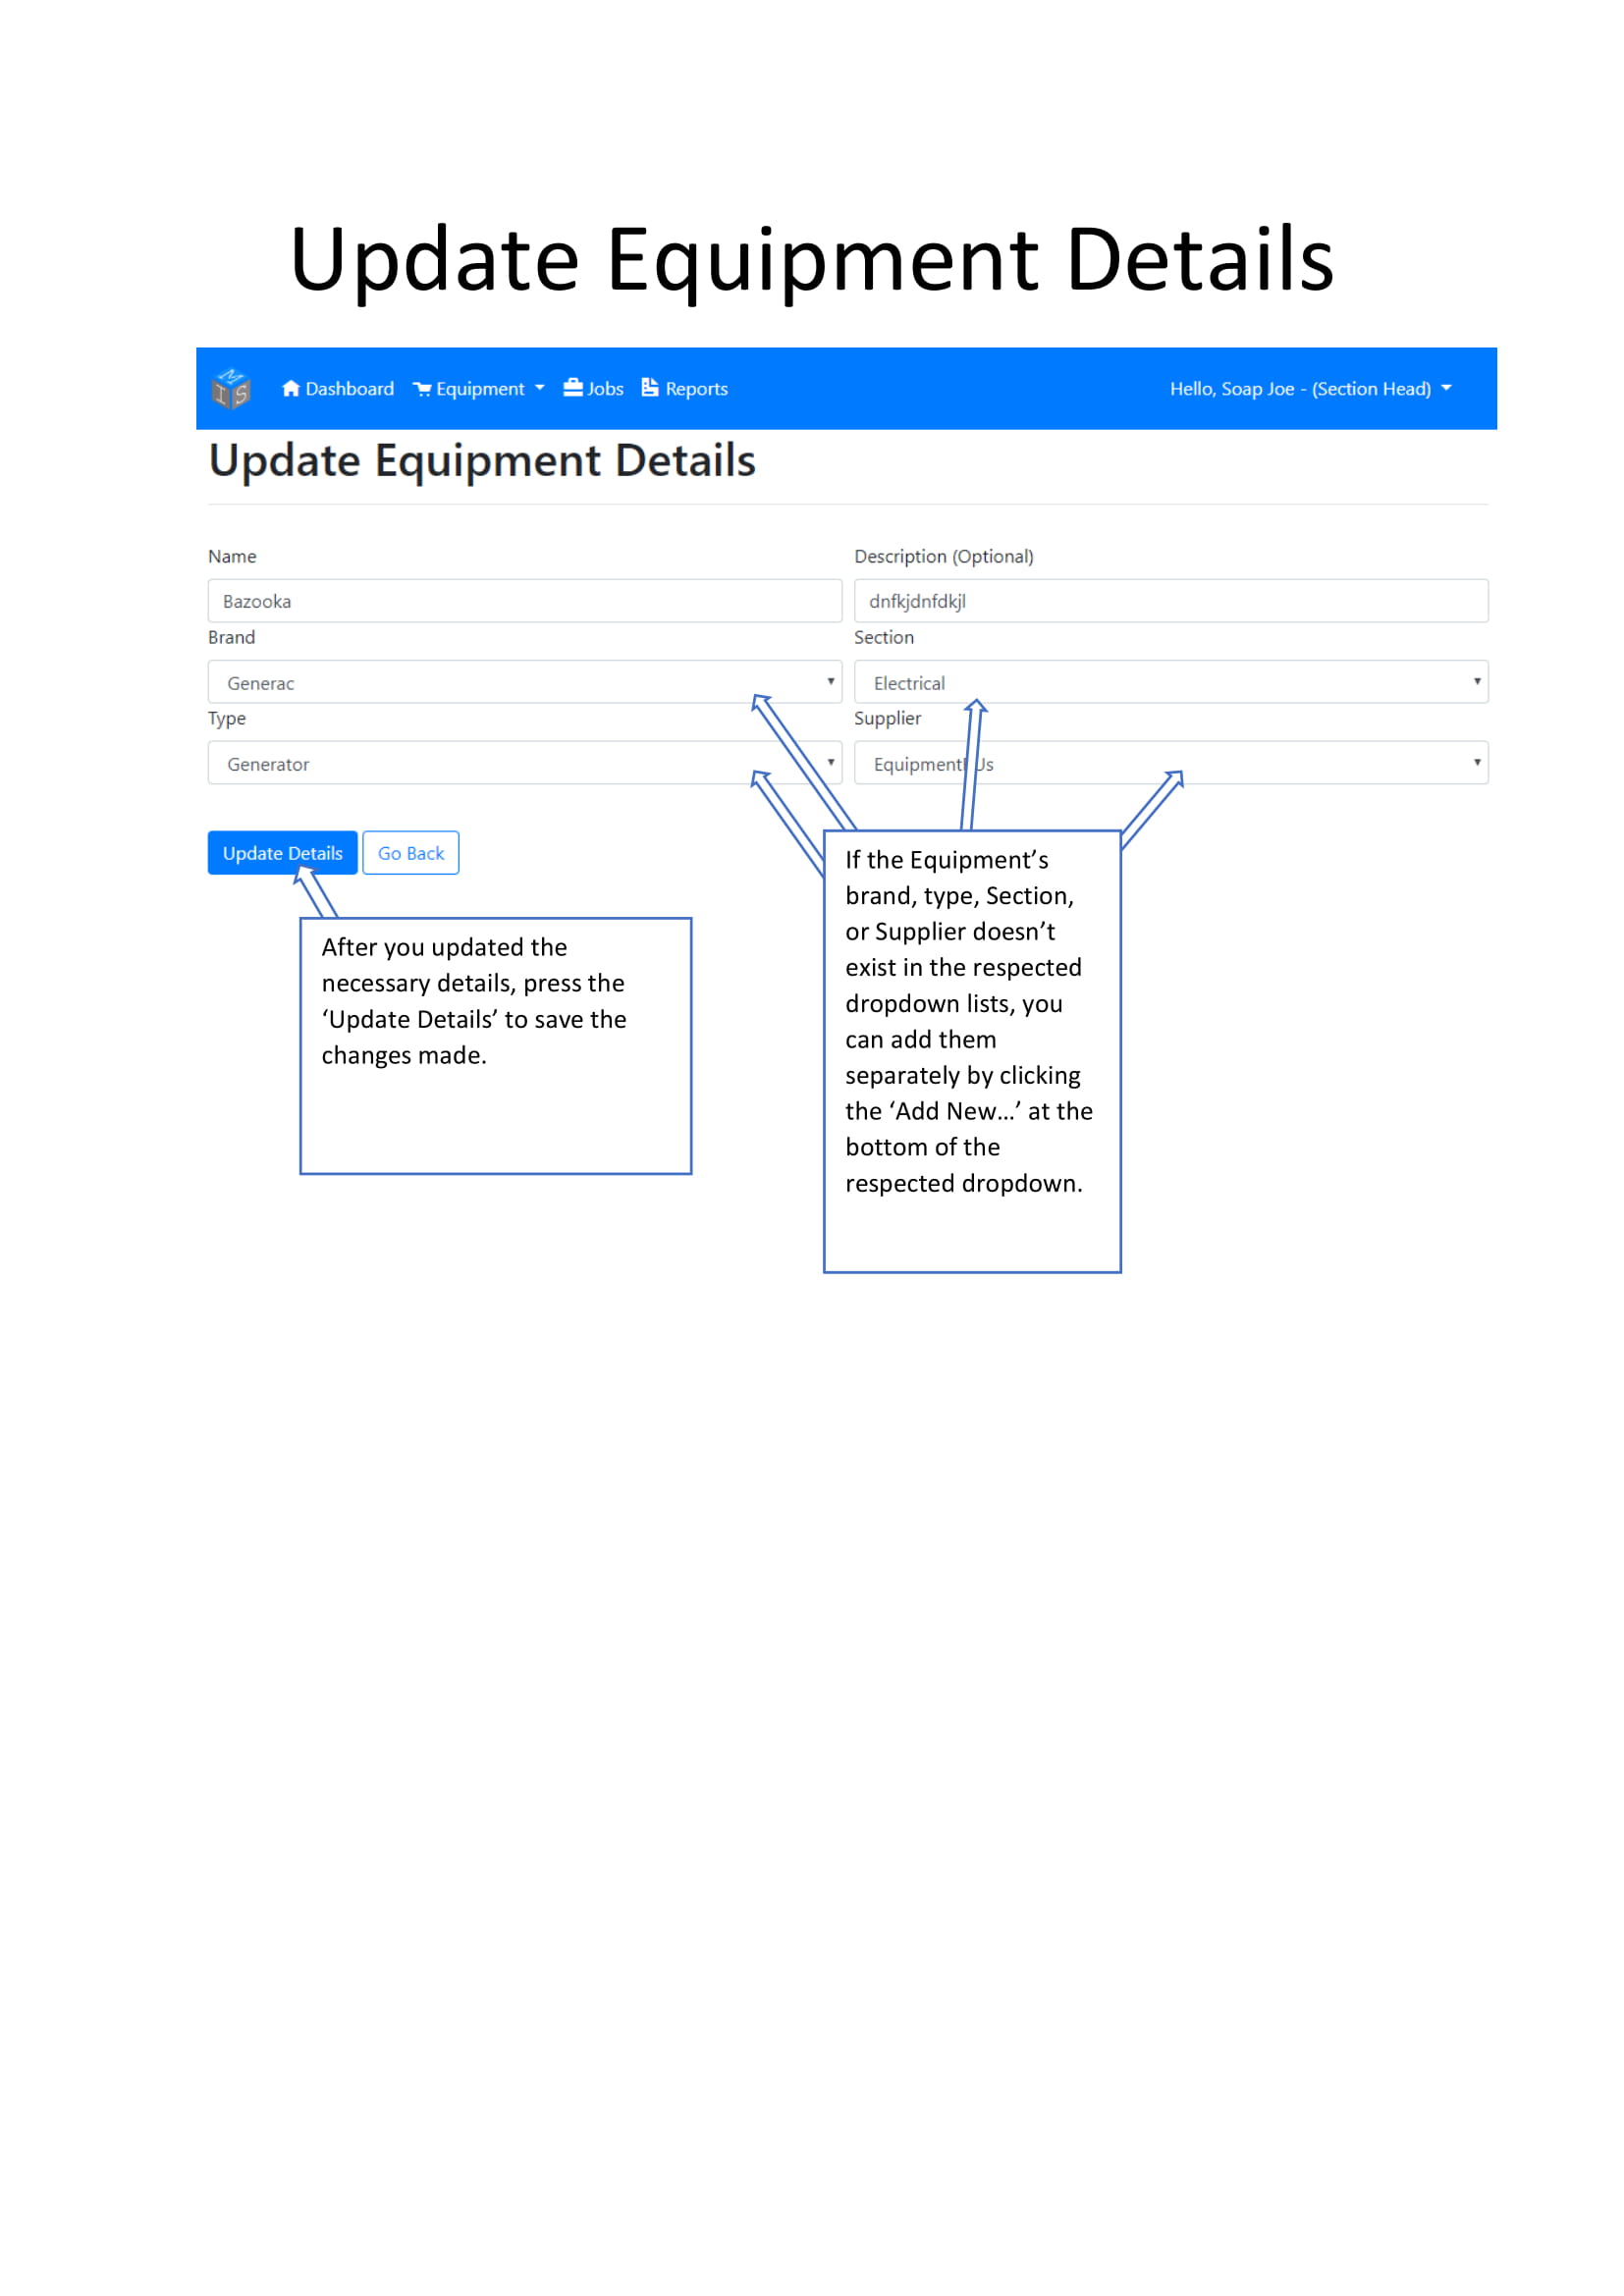 Update Equipment Details
MIS
Dashboard Equipment Jobs Reports Hello, Soap Joe - (Section Head)
Update Equipment Details
Name Description (Optional)
Bazooka dnfkjdnfdkjl
Brand Section
Generac Electrical
Type Supplier
Generator
Update Details Go Back
After you updated the
necessary details, press the
‘Update Details’ to save the
changes made.
If the Equipment’s
brand, type, Section,
or Supplier doesn’t
exist in the respected
dropdown lists, you
can add them
separately by clicking
the ‘Add New…’ at the
bottom of the
respected dropdown.